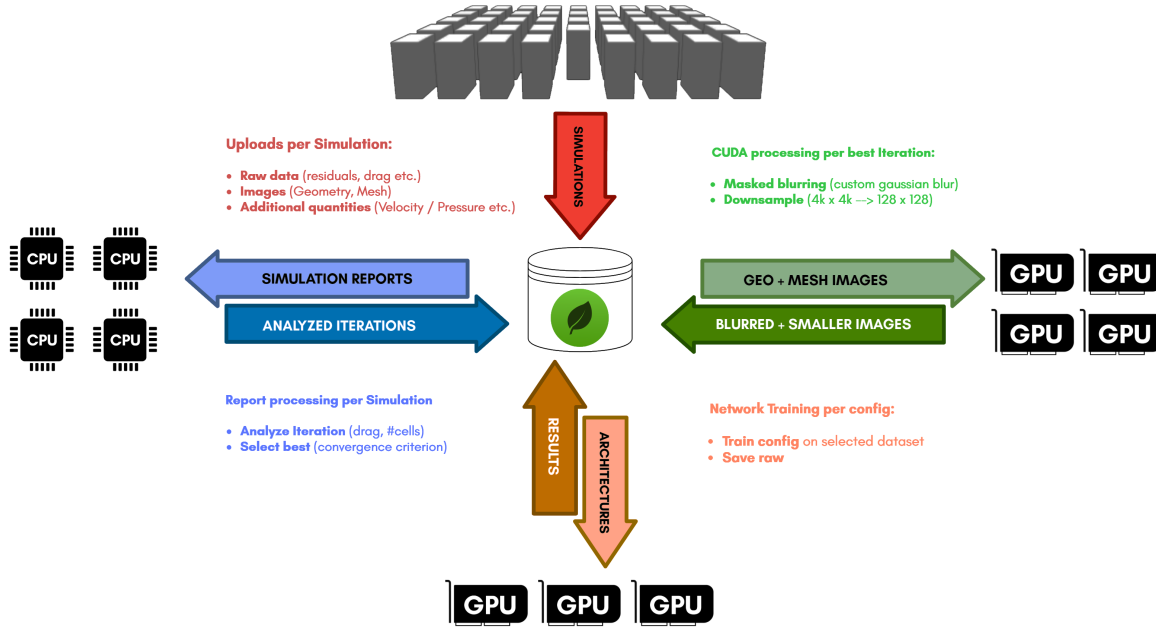 SIMULATIONS
Uploads per Simulation:
Raw data (residuals, drag etc.)
Images (Geometry, Mesh)
Additional quantities (Velocity / Pressure etc.)
CUDA processing per best Iteration:
Masked blurring (custom gaussian blur)
Downsample (4k x 4k --> 128 x 128)
CPU
CPU
CPU
CPU
SIMULATION REPORTS
ANALYZED ITERATIONS
GEO + MESH IMAGES
BLURRED + SMALLER IMAGES
GPU
GPU
GPU
GPU
Report processing per Simulation
Analyze Iteration (drag, #cells)
Select best (convergence criterion)
RESULTS
ARCHITECTURES
Network Training per config:
Train config on selected dataset
Save raw
GPU
GPU
GPU